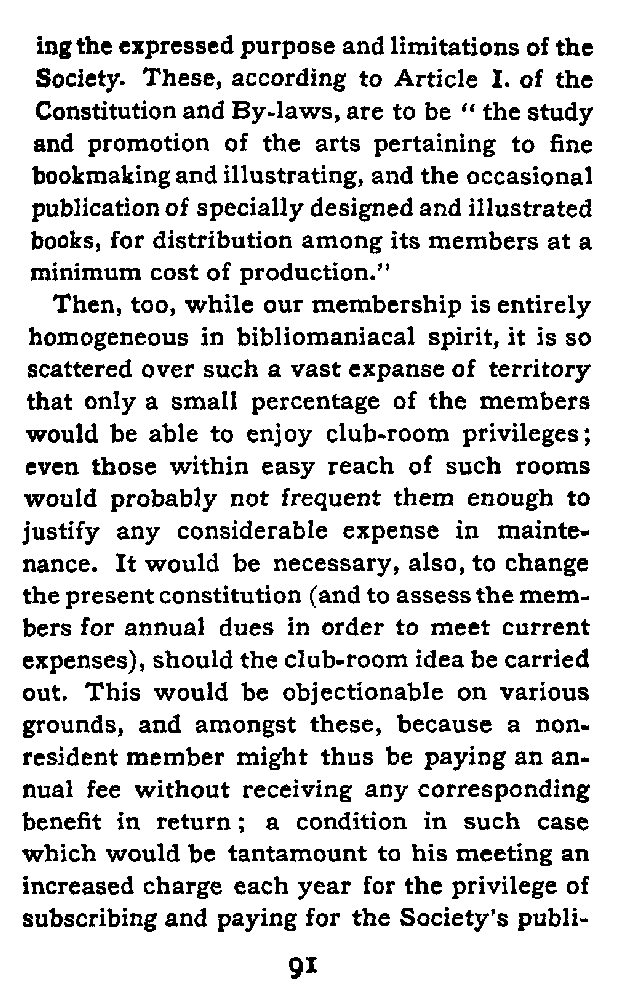 ing the expressed purpose and limitations of the
Society. These, according to Article I. of the
Constitution and By-laws, are to be “ the study
and promotion of the arts pertaining to fine
bookmaking and illustrating, and the occasional
publication of specially designed and illustrated
books, for distribution among its members at a
minimum cost of production.”
Then, too, while our membership is entirely
homogeneous in bibliomaniacal spirit, it is so
scattered over such a vast expanse of territory
that only a small percentage of the members
would be able to enjoy club-room privileges;
even those within easy reach of such rooms
would probably not frequent them enough to
justify any considerable expense in mainte-
nance. It would be necessary, also, to change
the present constitution (and to assess the mem-
bers for annual dues in order to meet current
expenses), should the club-room idea be carried
out. This would be objectionable on various
grounds, and amongst these, because a non-
resident member might thus be paying an an-
nual fee without receiving any corresponding
benefit in return; a condition in such case
which would be tantamount to his meeting an
increased charge each year for the privilege of
subscribing and paying for the Society's publi-
91